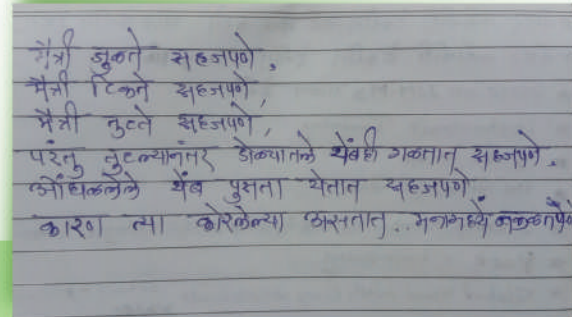 मैत्री जुळते सहजपणे,
मैत्री टिकते सहजपणे,
मैत्री तुटते सहजपणे,
परंतु तुटल्यानंतर डोळ्यातले थेंबही गळतात सहजपणे.
ओघळलेले थेंब पुसता येतात सहजपणे
कारण त्या कोरलेल्या असतात.. मनामध्ये नकळतपणे